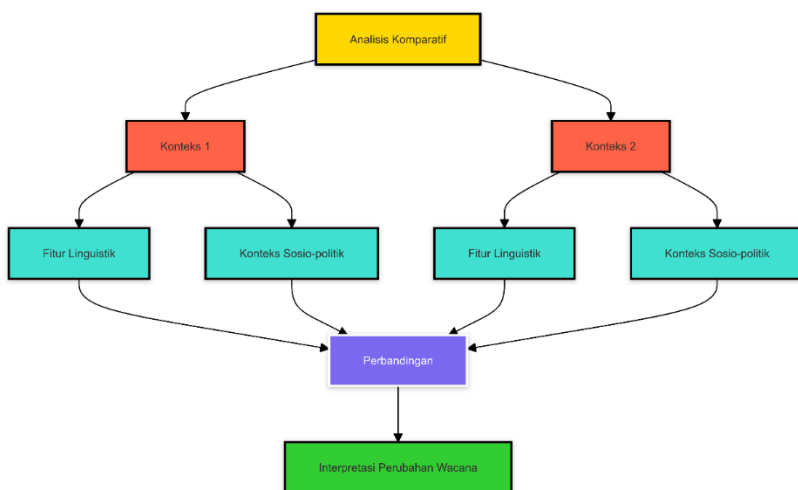 Analisis Komparatif
Konteks 1
Konteks 2
Fitur Linguistik
Konteks Sosio-politik
Fitur Linguistik
Konteks Sosio-politik
Perbandingan
Interpretasi Perubahan Wacana